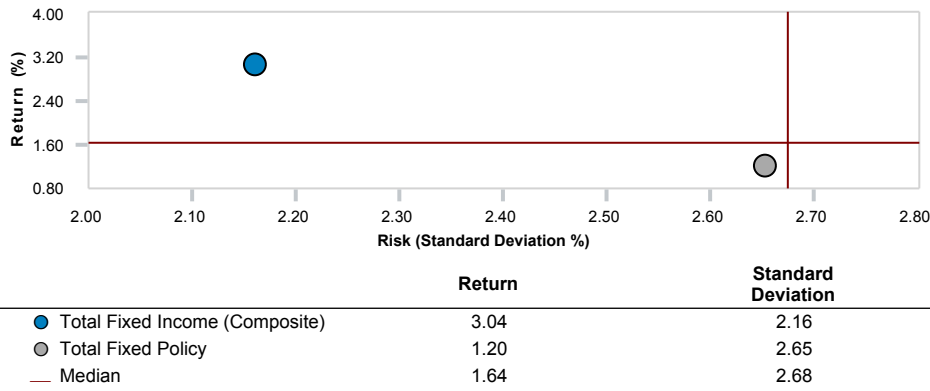 4.00
3.20
2.40
1.60
0.80
Return (%)
2.00 2.10 2.20 2.30 2.40 2.50 2.60 2.70 2.80
Risk (Standard Deviation %)
Return Standard Deviation
Total Fixed Income (Composite) 3.04 2.16
Total Fixed Policy 1.20 2.65
Median 1.64 2.68